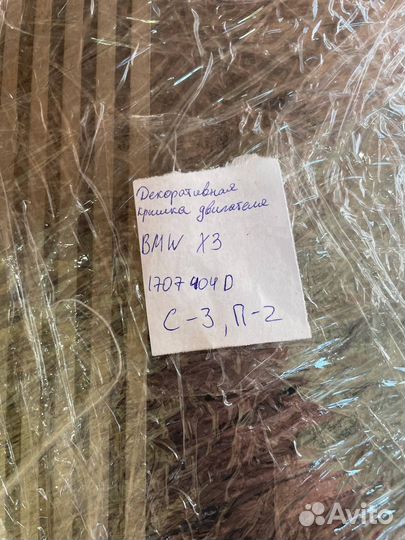 Декоративная
крышка двигателя
BMW X3
1707404D
С-3, П-2
Avito